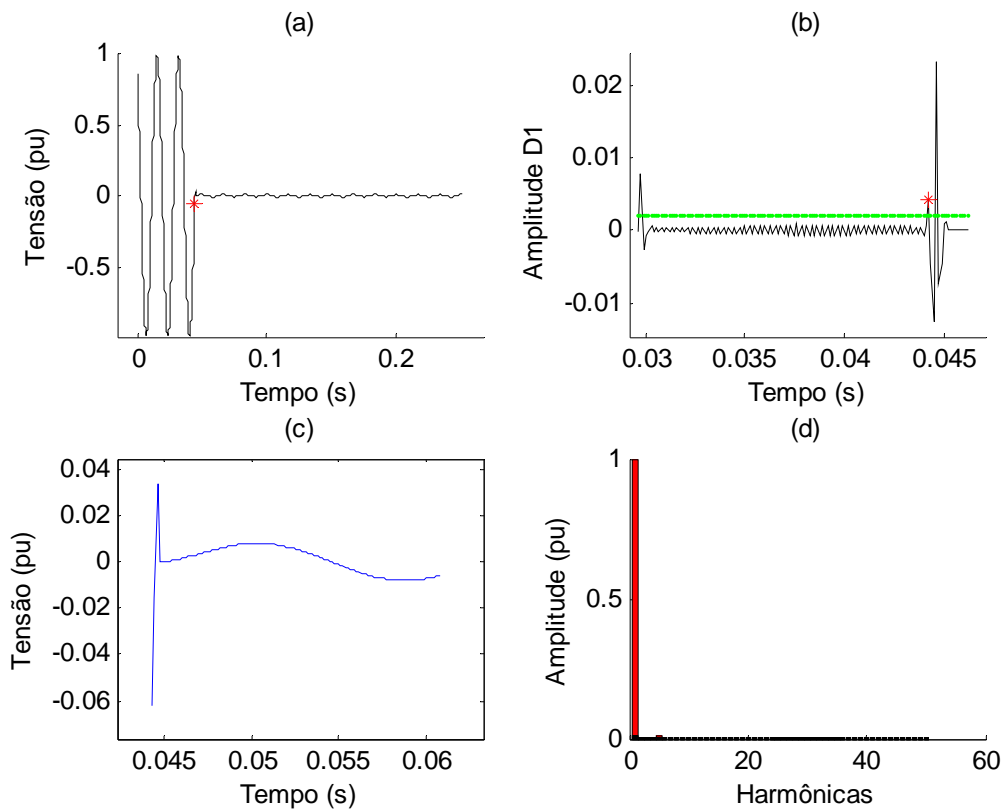 (a)
1
0.5
0
-0.5
Tensão (pu)
0
0.1
0.2
Tempo (s)
(b)
0.02
0.01
0
-0.01
Amplitude D1
0.03
0.035
0.04
0.045
Tempo (s)
(c)
0.04
0.02
0
-0.02
-0.04
-0.06
Tensão (pu)
0.045
0.05
0.055
0.06
Tempo (s)
(d)
1
0.5
0
Amplitude (pu)
0
20
40
60
Harmônicas